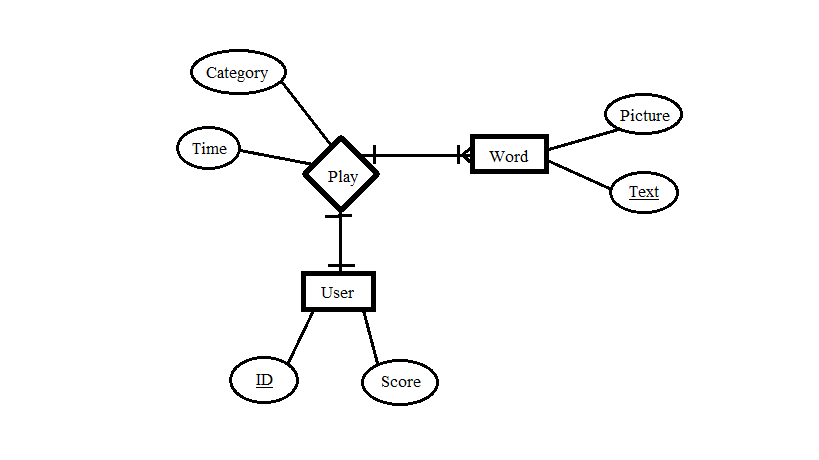 Category
Picture
Time
Word
Play
Text
User
ID
Score